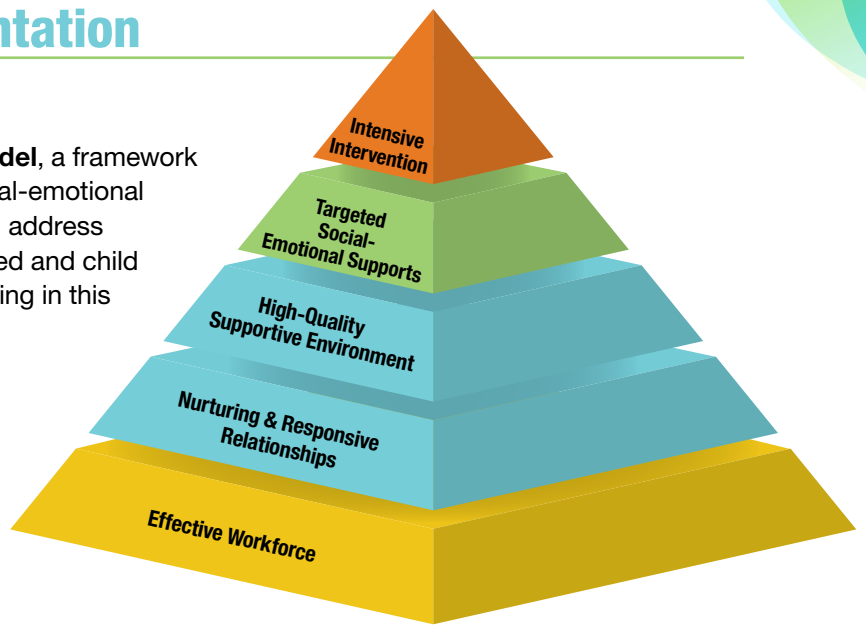 ntation
del, a framework
al-emotional
address
ed and child
ing in this
Intensive
Intervention
Targeted
Social-
Emotional Supports
High-Quality
Supportive Environment
Nurturing & Responsive
Relationships
Effective Workforce